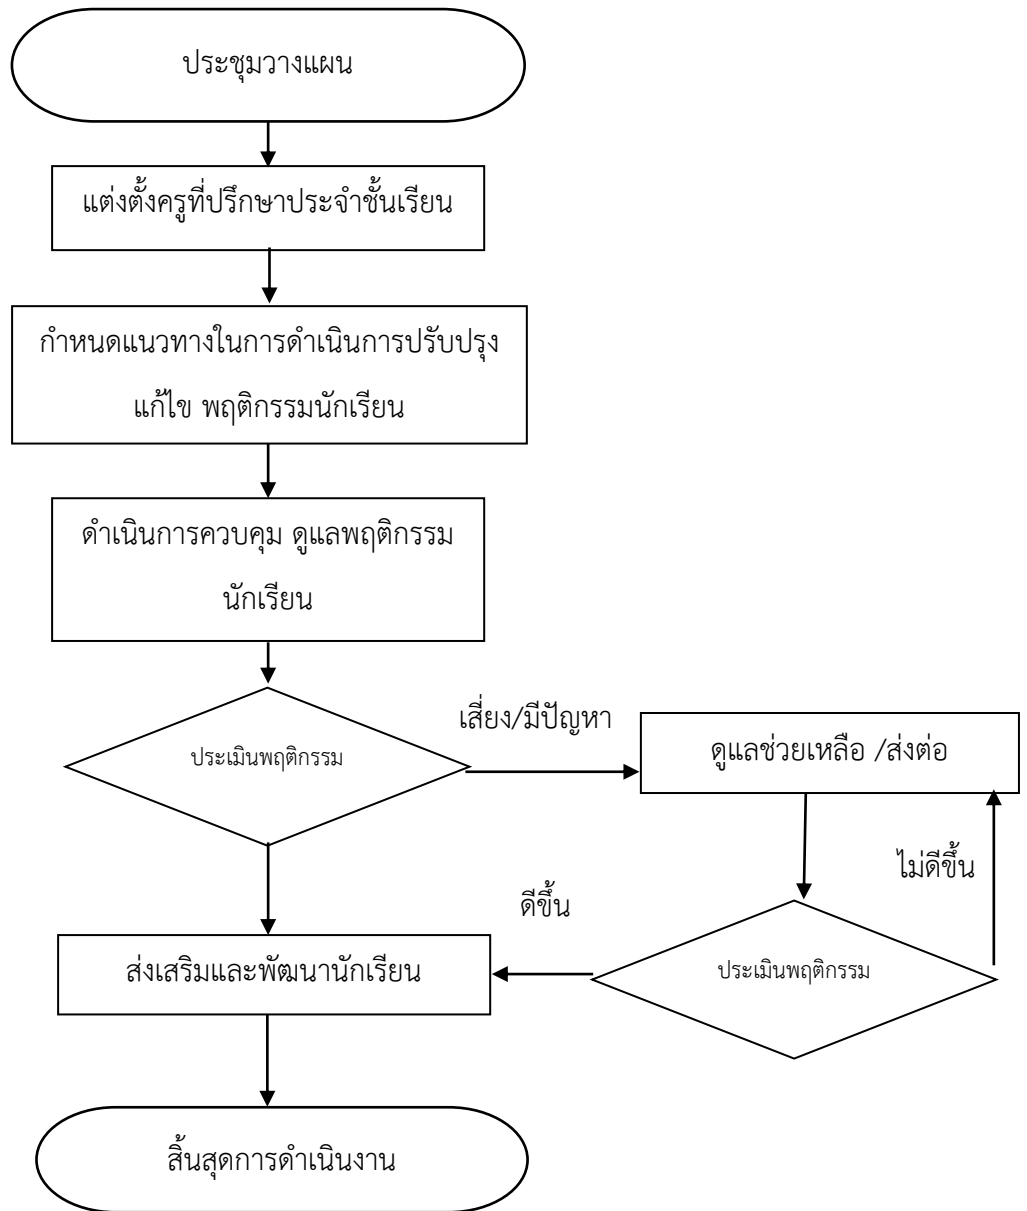 ประชุมวางแผน
แต่งตั้งครูที่ปรึกษาประจำชั้นเรียน
กำหนดแนวทางในการดำเนินการปรับปรุง
แก้ไข พฤติกรรมนักเรียน
ดำเนินการควบคุม ดูแลพฤติกรรม
นักเรียน
ประเมินพฤติกรรม
เสี่ยง/มีปัญหา
ดูแลช่วยเหลือ /ส่งต่อ
ไม่ดีขึ้น
ดีขึ้น
ประเมินพฤติกรรม
ส่งเสริมและพัฒนานักเรียน
สิ้นสุดการดำเนินงาน